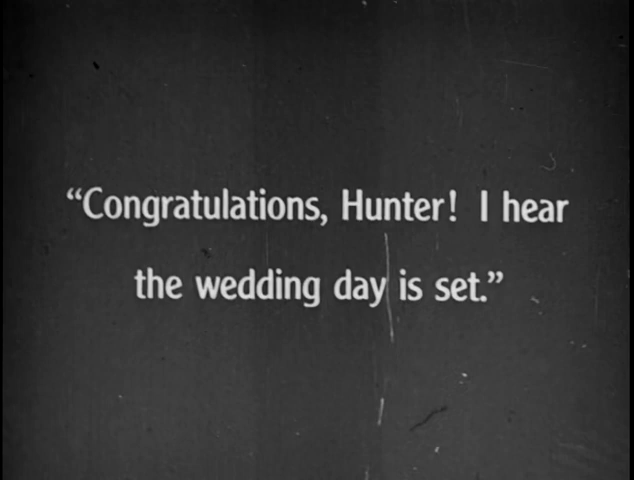 “Congratulations, Hunter! I hear
the wedding day is set.”